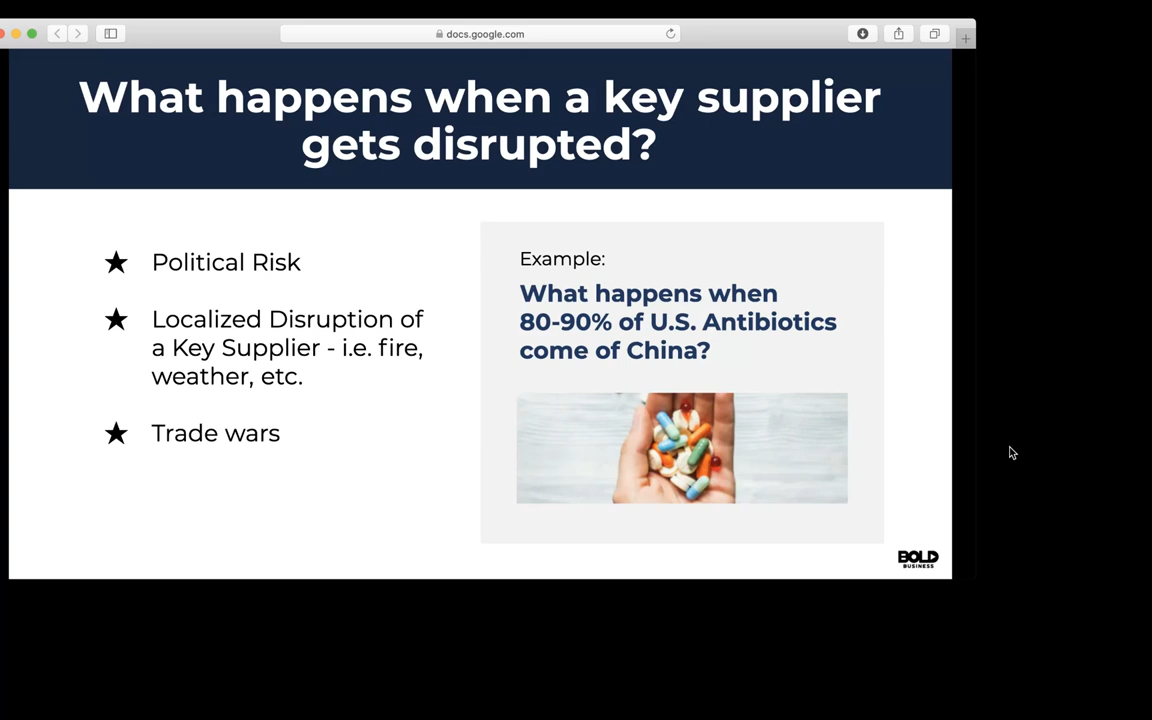 docs.google.com
What happens when a key supplier
gets disrupted?
★ Political Risk
★ Localized Disruption of
a Key Supplier - i.e. fire,
weather, etc.
★ Trade wars
Example:
What happens when
80-90% of U.S. Antibiotics
come of China?
BOLD
BUSINESS